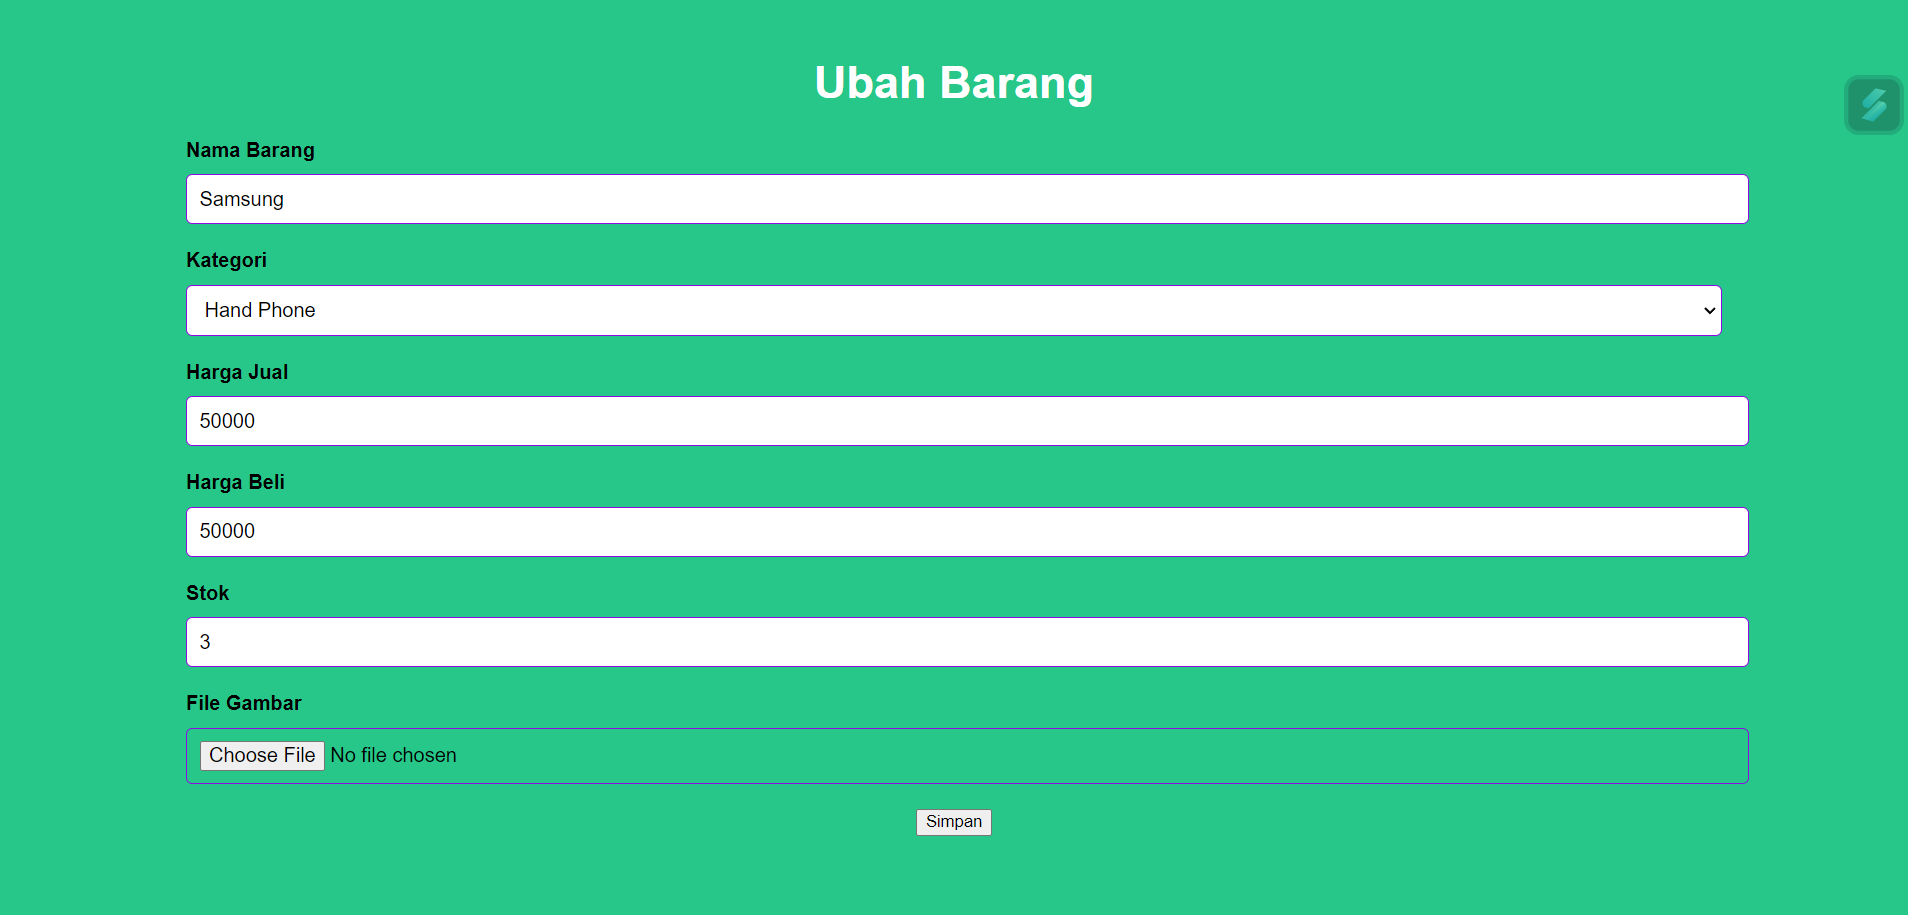 Ubah Barang
Nama Barang
Samsung
Kategori
Hand Phone
Harga Jual
50000
Harga Beli
50000
Stok
3
File Gambar
Choose File No file chosen
Simpan